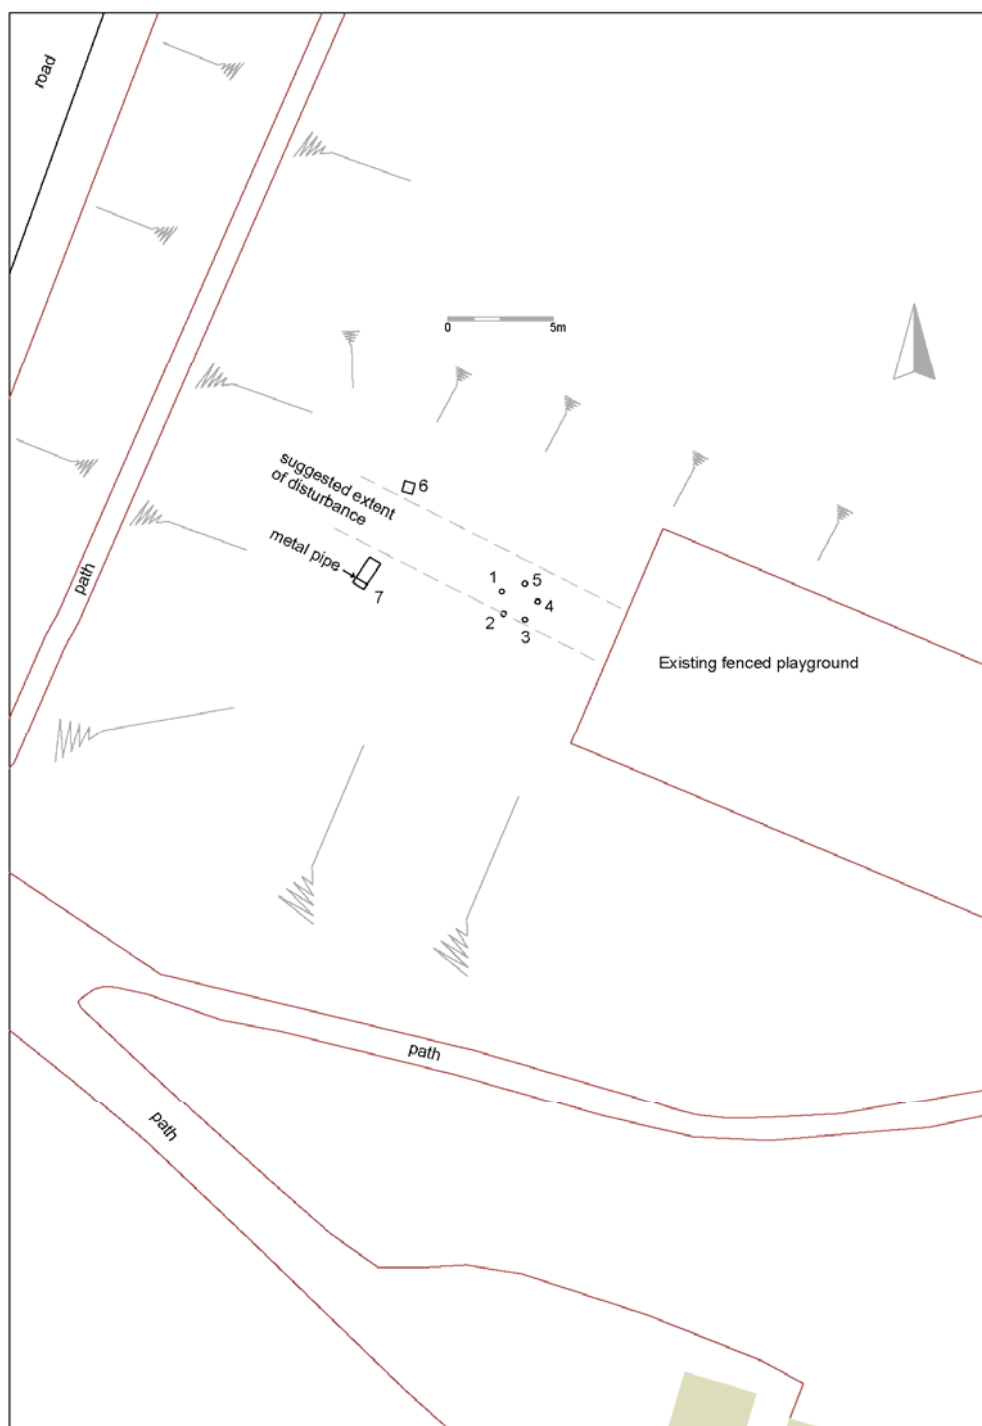 road
0 5m
suggested extent
of disturbance
6
metal pipe
7
1
5
4
2
3
path
Existing fenced playground
path
path